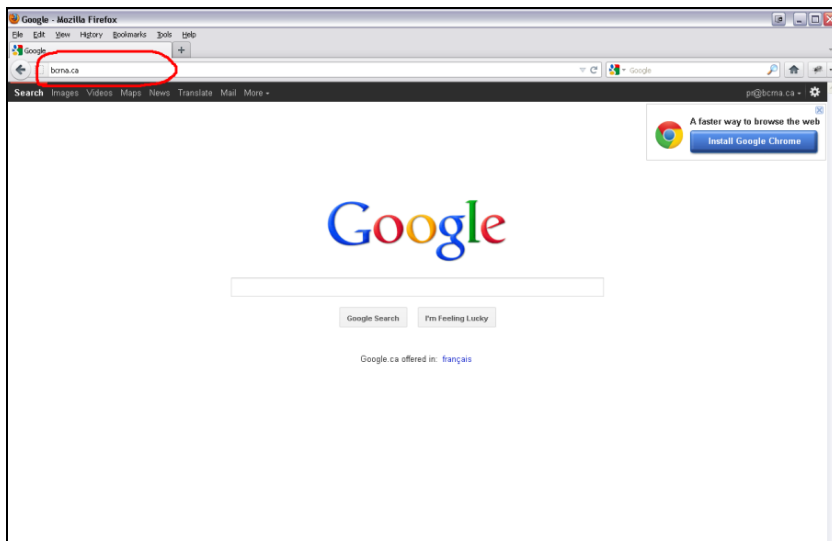 Google - Mozilla Firefox
File Edit View History Bookmarks Tools Help
Google
bcma.ca
Google
Search Images Videos Maps News Translate Mail More
pr@bcma.ca
A faster way to browse the web
Install Google Chrome
Google
Google Search I'm Feeling Lucky
Google.ca offered in: français